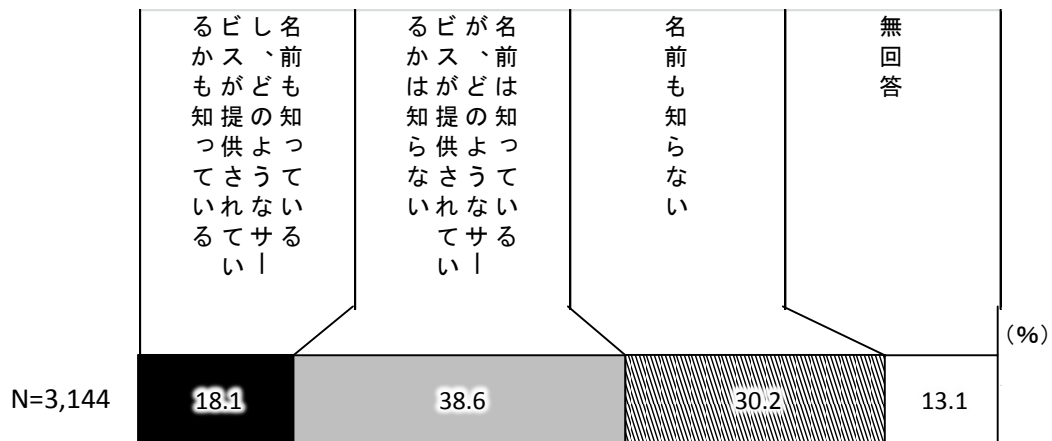 名前も知っている
し、どのようなサー
ビスが提供されてい
るかも知っている
名前は知っている
が、どのようなサー
ビスが提供されてい
るかは知らない
名前も知らない
無回答
(%)
N=3,144
18.1
38.6
30.2
13.1